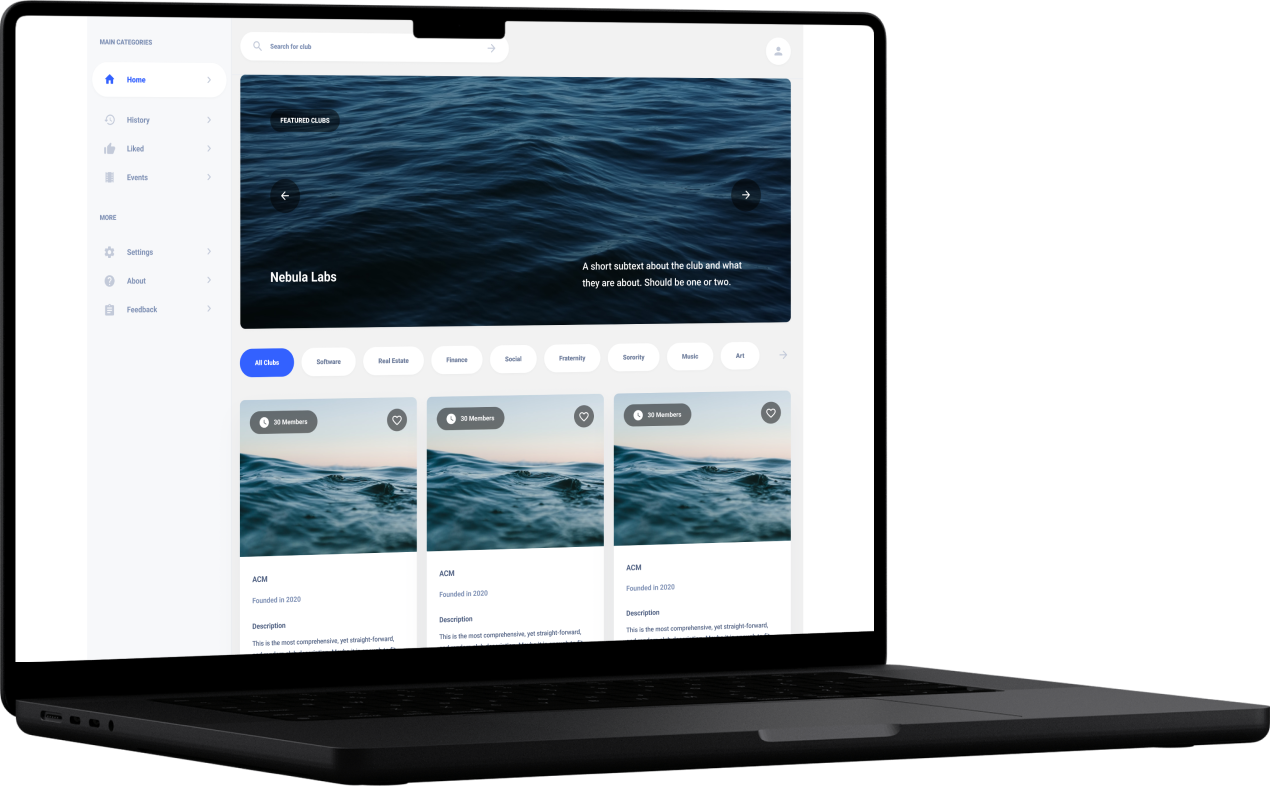 MAIN CATEGORIES
Home
History
Liked
Events
MORE
Settings
About
Feedback
Search for club
FEATURED CLUBS
Nebula Labs
A short subtext about the club and what
they are about. Should be one or two.
All Clubs
Software
Real Estate
Finance
Social
Fraternity
Sorority
Music
Art
30 Members
ACM
Founded in 2020
Description
This is the most comprehensive, yet straight-forward,
30 Members
ACM
Founded in 2020
Description
This is the most comprehensive, yet straight-forward,
30 Members
ACM
Founded in 2020
Description
This is the most comprehensive, yet straight-forward,